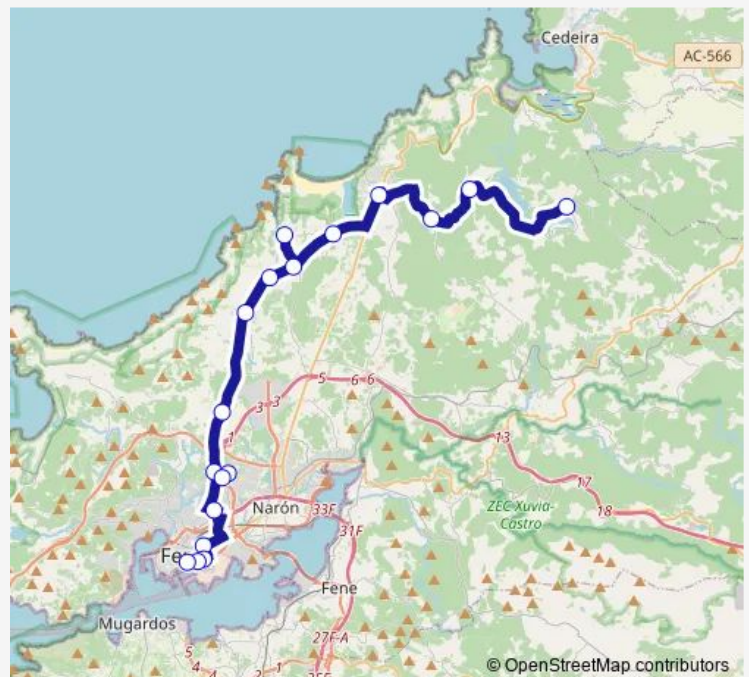 Cedeira
AC-566
5
6
6
3
3
1
13
17
ZEC Xuvia-
Castro
18
Narón
33F
31F
Fe
Fene
Mugardos
27F-A
5
4
4
2
1
© OpenStreetMap contributors